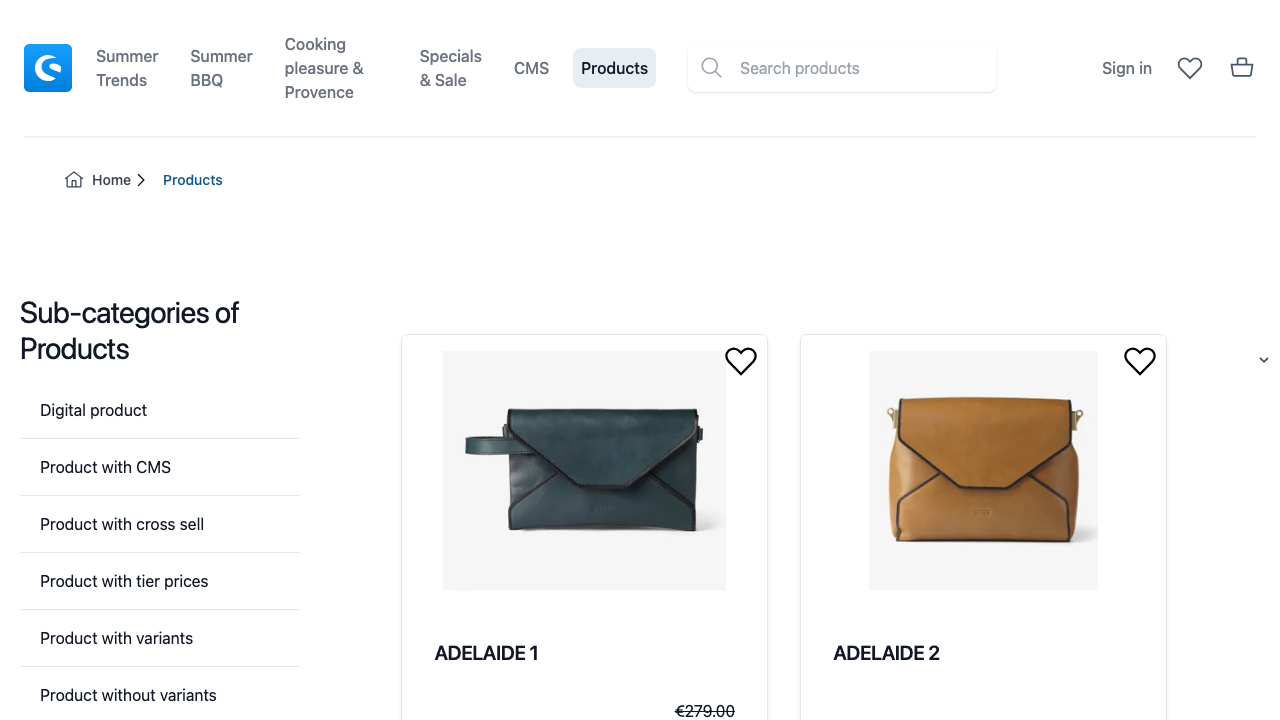 Summer
Trends
Summer
BBQ
Cooking
pleasure &
Provence
Specials
& Sale
CMS
Products
Search products
Sign in
Home
Products
Sub-categories of
Products
Digital product
Product with CMS
Product with cross sell
Product with tier prices
Product with variants
Product without variants
ADELAIDE 1
€279.00
ADELAIDE 2